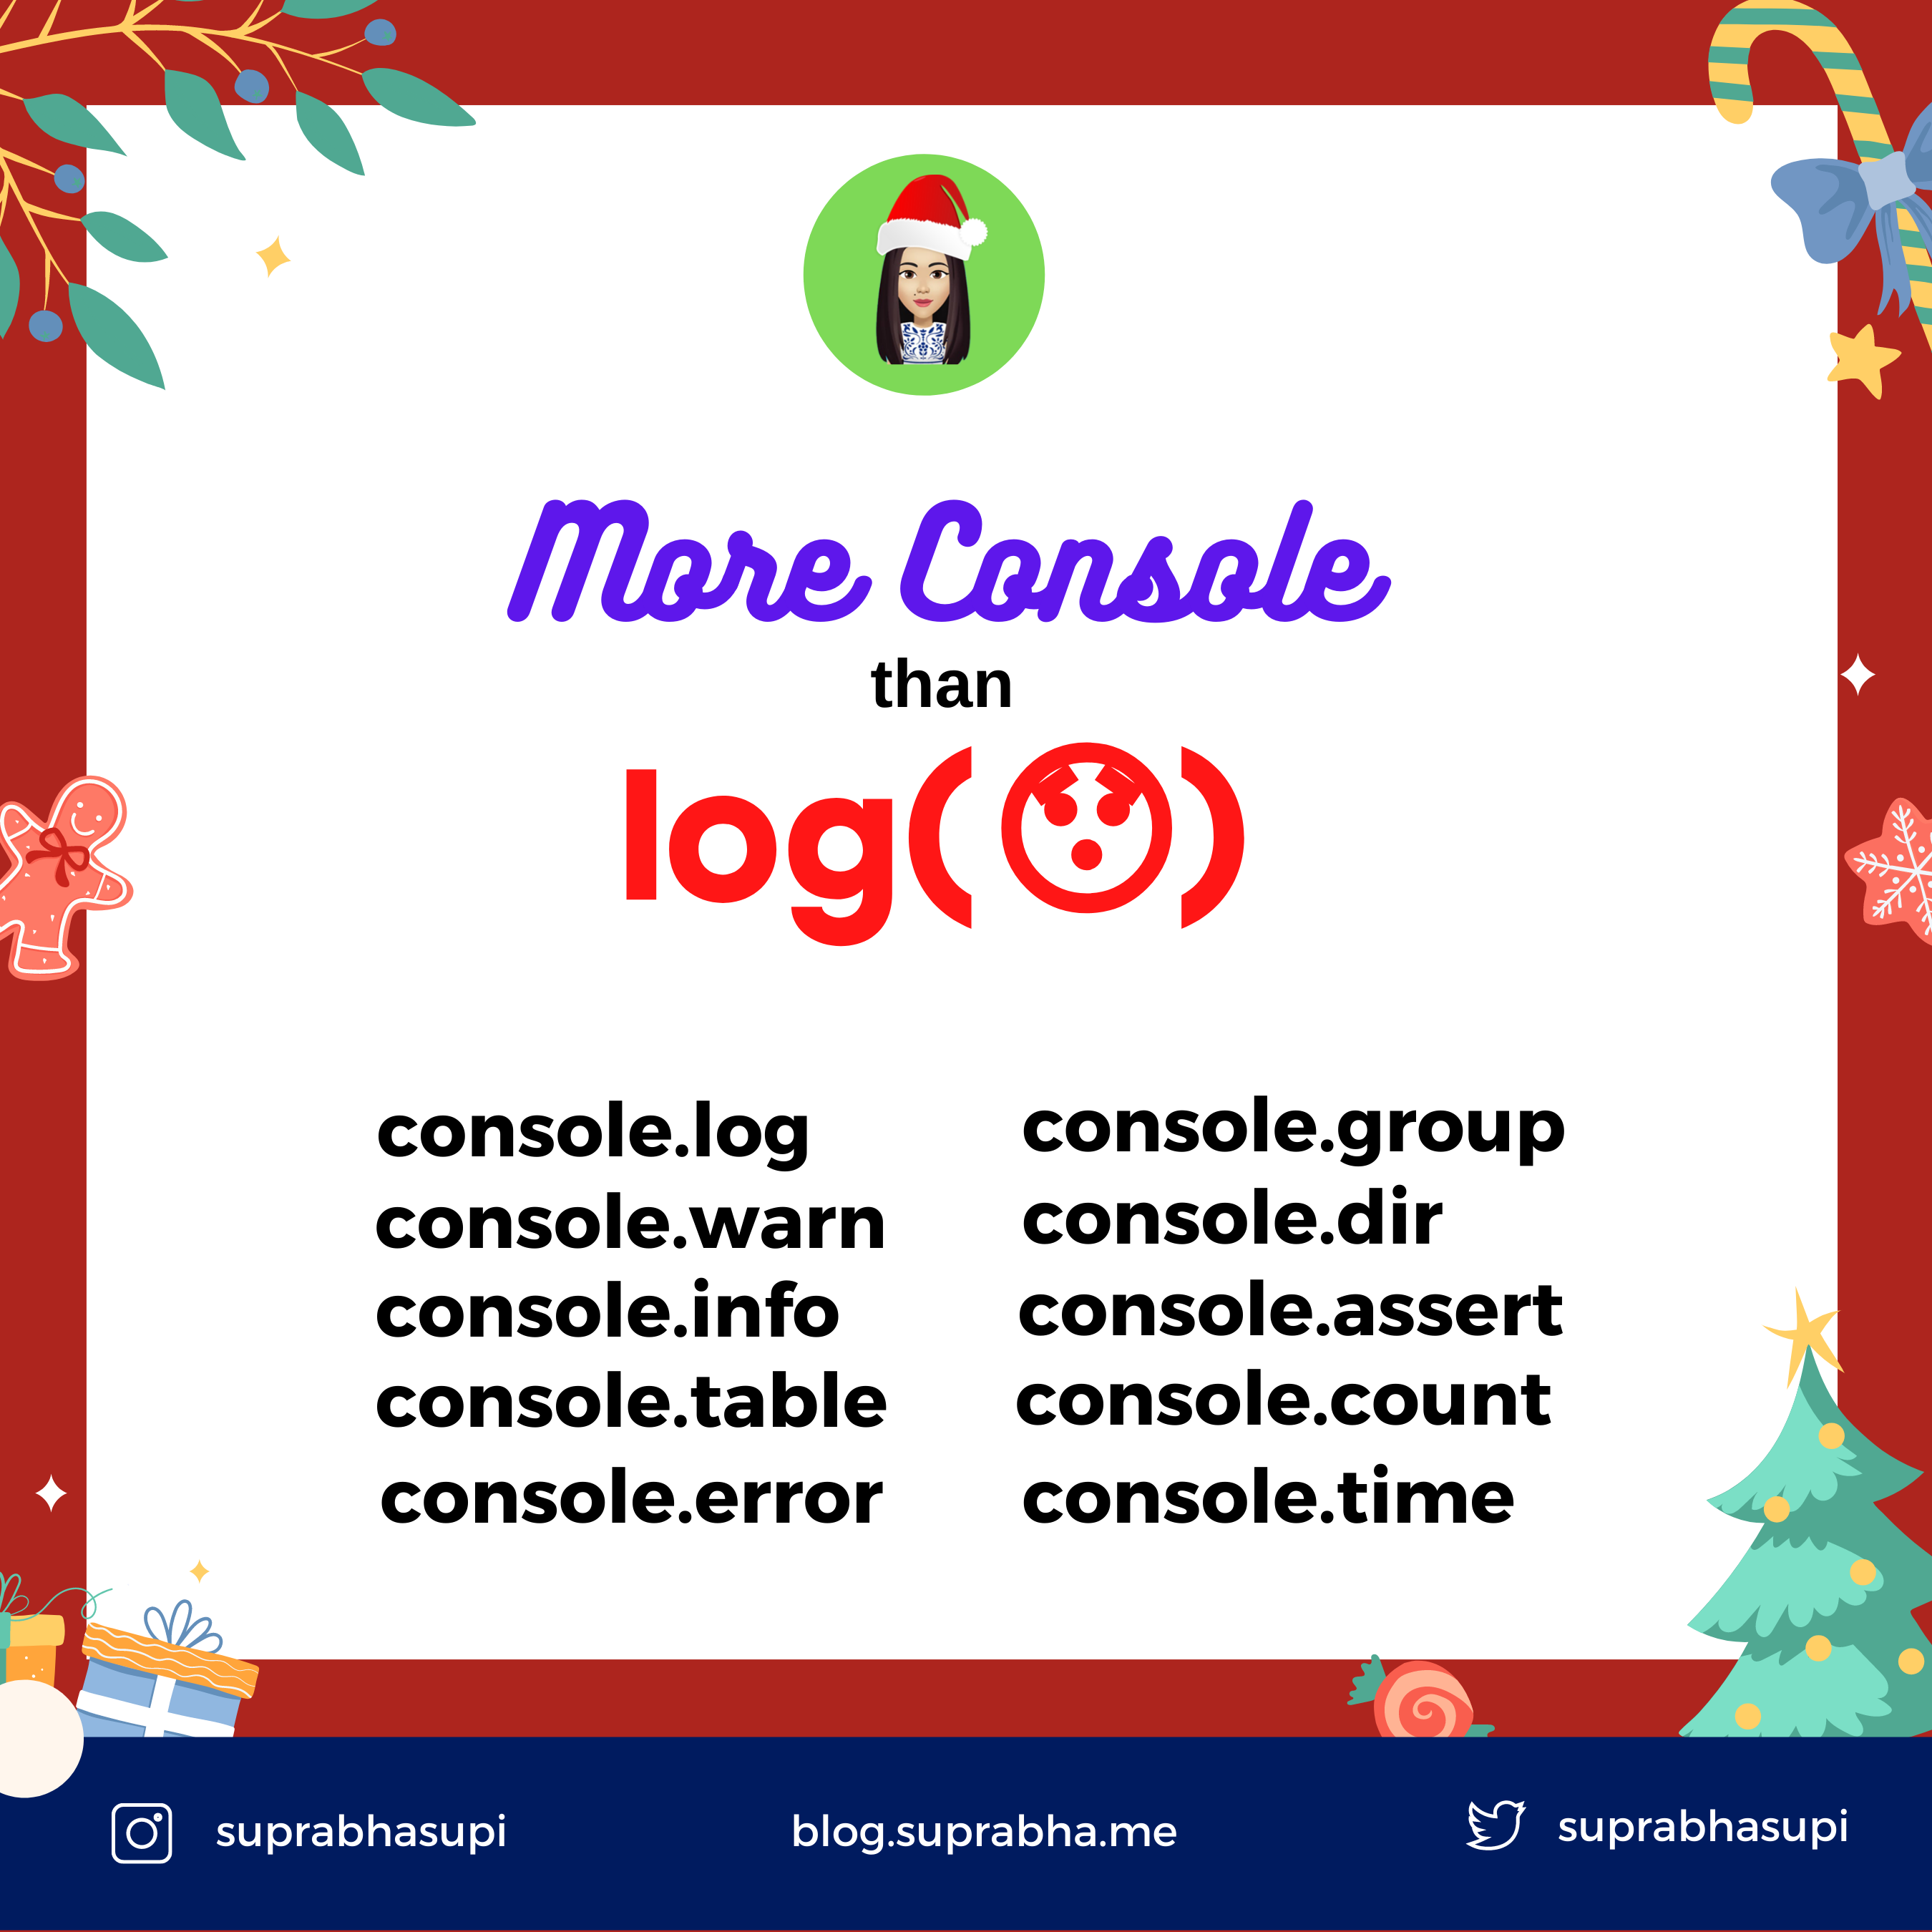 More Console
than
log( )
console.log
console.warn
console.info
console.table
console.error
console.group
console.dir
console.assert
console.count
console.time
suprabhasupi
blog.suprabha.me
suprabhasupi